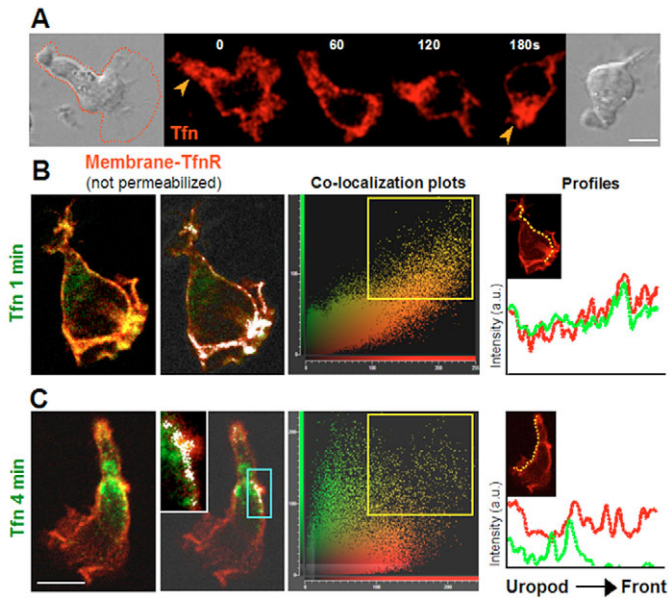 A
0 60 120 180s
Tfn
B
Membrane-TfnR
(not permeabilized)
Co-localization plots
Profiles
Tfn 1 min
Intensity (a.u.)
C
Tfn 4 min
Intensity (a.u.)
Uropod Front